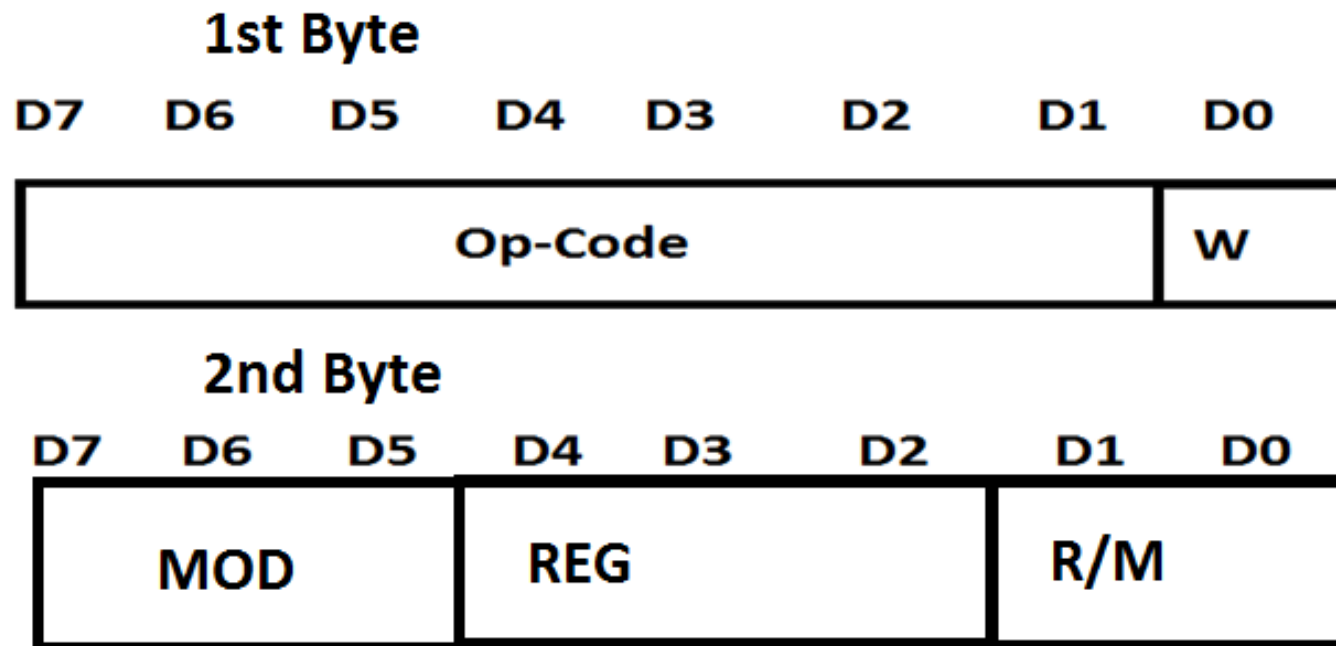 1st Byte
D7 D6 D5 D4 D3 D2 D1 D0
Op-Code W
2nd Byte
D7 D6 D5 D4 D3 D2 D1 D0
MOD REG R/M